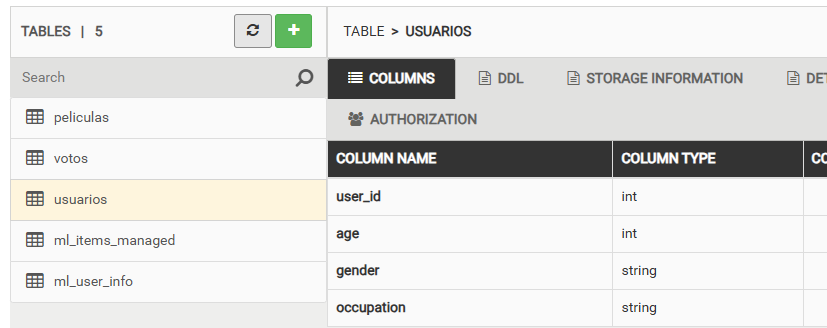 TABLES | 5
Search
peliculas
votos
usuarios
ml_items_managed
ml_user_info
TABLE > USUARIOS
COLUMNS DDL STORAGE INFORMATION DET
AUTHORIZATION
COLUMN NAME COLUMN TYPE CO
user_id int
age int
gender string
occupation string